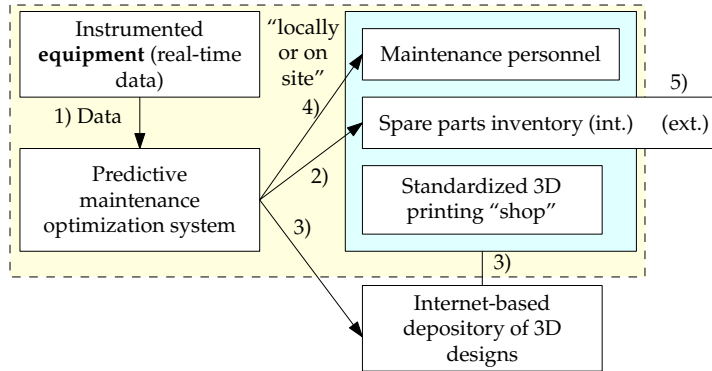 Instrumented
equipment (real-time
data)
1) Data
Predictive
maintenance
optimization system
“locally
or on
site”
4)
2)
3)
Maintenance personnel
5)
Spare parts inventory (int.) (ext.)
Standardized 3D
printing “shop”
3)
Internet-based
depository of 3D
designs